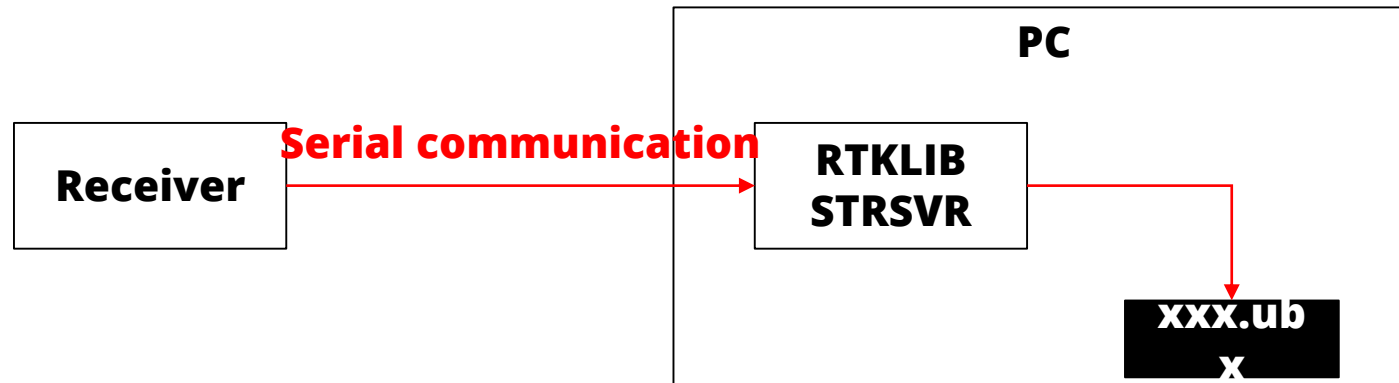 PC
Serial communication
Receiver
RTKLIB
STRSVR
xxx.ub
x